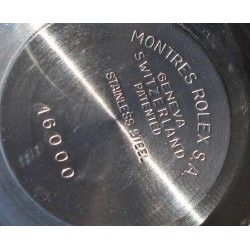 MONTRES ROLEX S.A
GENEVA
SWITZERLAND
PATENTED
STAINLESS STEEL
16000